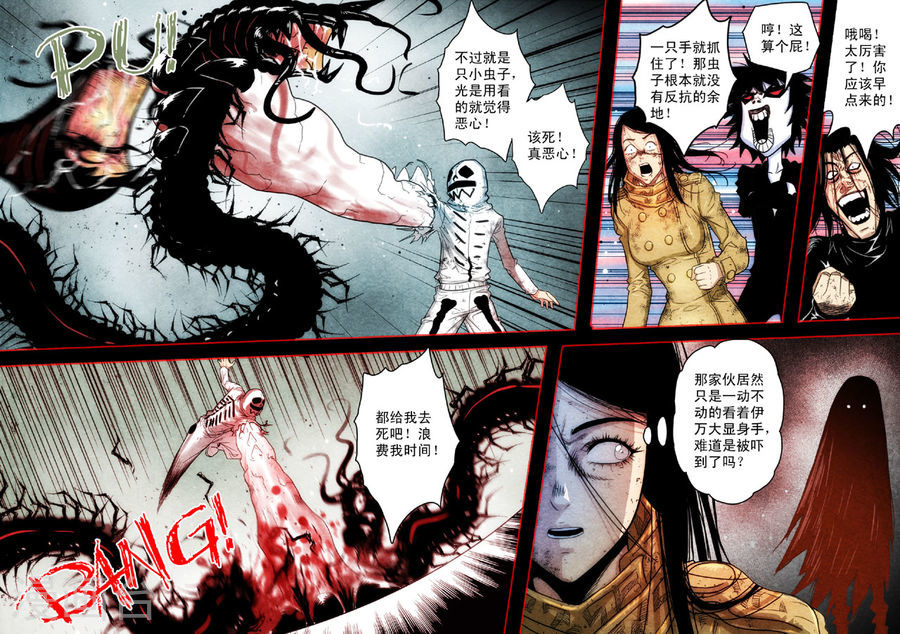 PU!
不过就是
只小虫子，
光是用看
的就觉得
恶心！
该死！
真恶心！
一只手就抓
住了！那虫
子根本就没
有反抗的余
地！
哼！这
算个屁！
哦喝！
太厉害
了！你
应该早
点来的！
都给我去
死吧！浪
费我时间！
BANG!
那家伙居然
只是一动不
动的看着伊
万大显身手，
难道是被吓
到了吗？